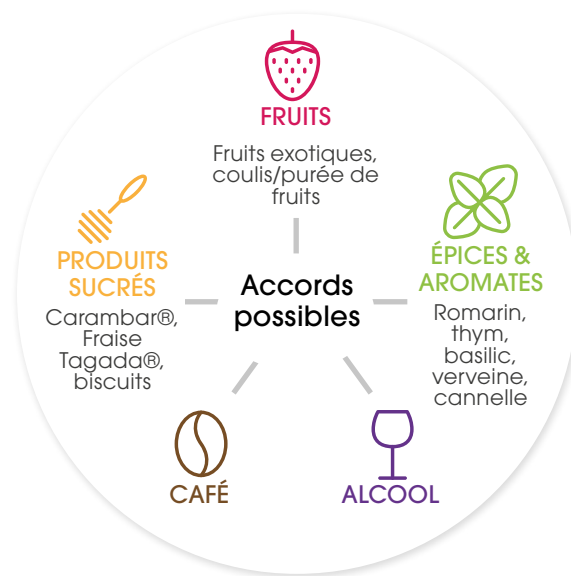 FRUITS
Fruits exotiques,
coulis/purée de
fruits
PRODUITS
SUCRÉS
Carambar®,
Fraise
Tagada®,
biscuits
Accords
possibles
ÉPICES &
AROMATES
Romarin,
thym,
basilic,
verveine,
cannelle
CAFÉ
ALCOOL